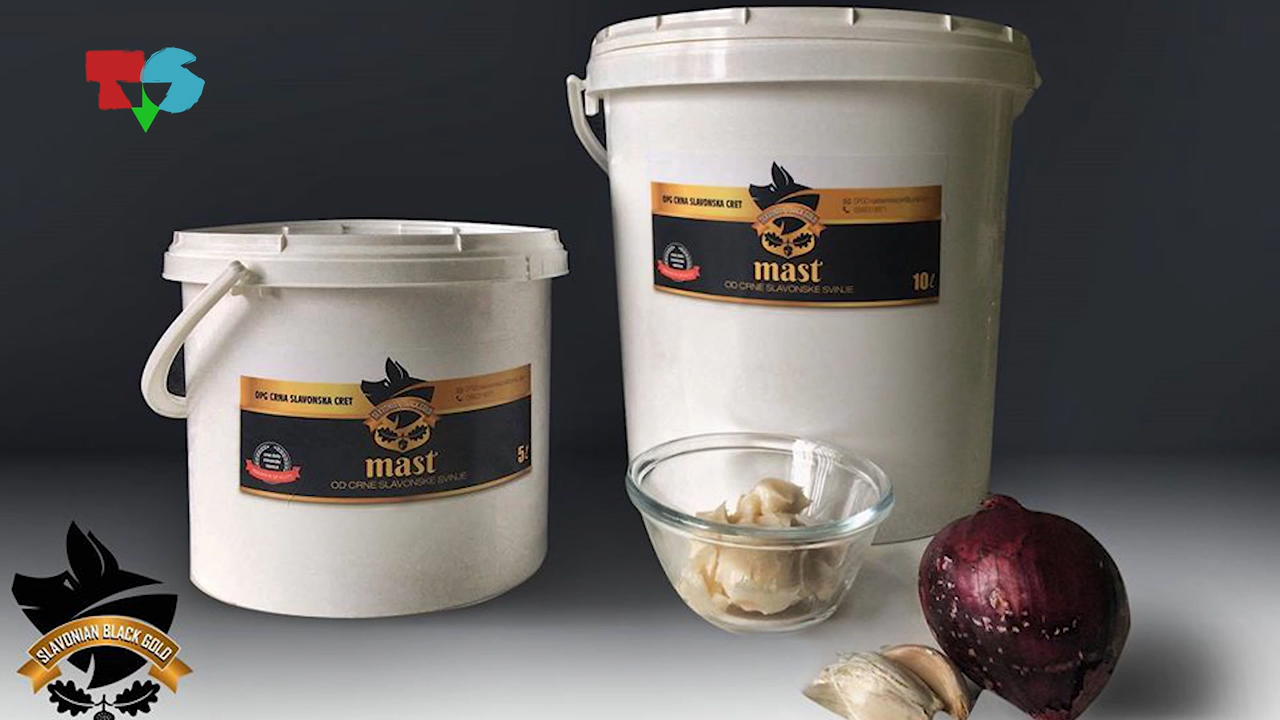 TS
OPG CRNA SLAVONSKA CRET
mast
OD CRNE SLAVONSKE SVINJE
10ℓ
OPG CRNA SLAVONSKA CRET
mast
OD CRNE SLAVONSKE SVINJE
5ℓ
SLAVONIAN BLACK GOLD